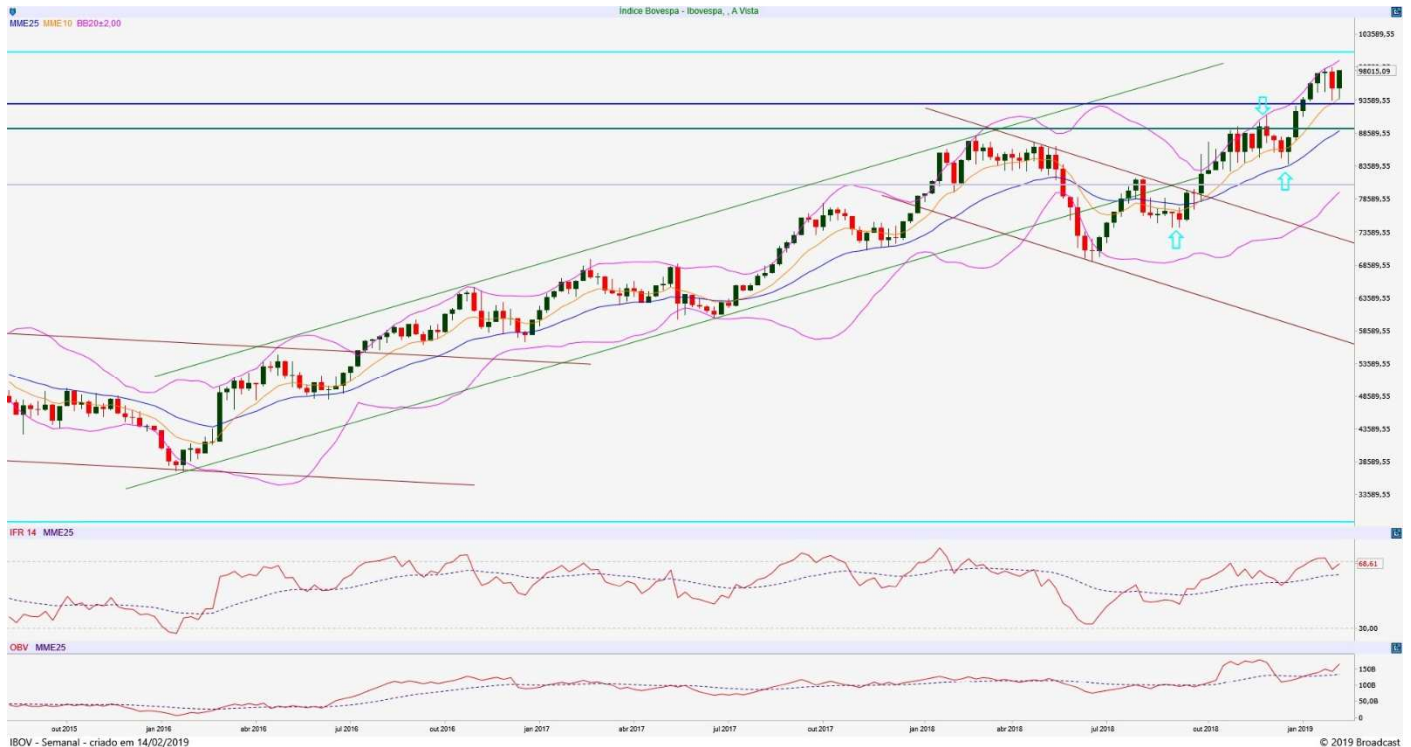 Índice Bovespa - Ibovespa, , A Vista
MME25 MME10 BB20±2,00
103589,55
98015,09
93589,55
88589,55
83589,55
78589,55
73589,55
68589,55
63589,55
58589,55
53589,55
48589,55
43589,55
38589,55
33589,55
IFR 14 MME25
68,61
30,00
OBV MME25
150B
100B
50,0B
0
out 2015 jan 2016 abr 2016 jul 2016 out 2016 jan 2017 abr 2017 jul 2017 out 2017 jan 2018 abr 2018 jul 2018 out 2018 jan 2019
IBOV - Semanal - criado em 14/02/2019
© 2019 Broadcast